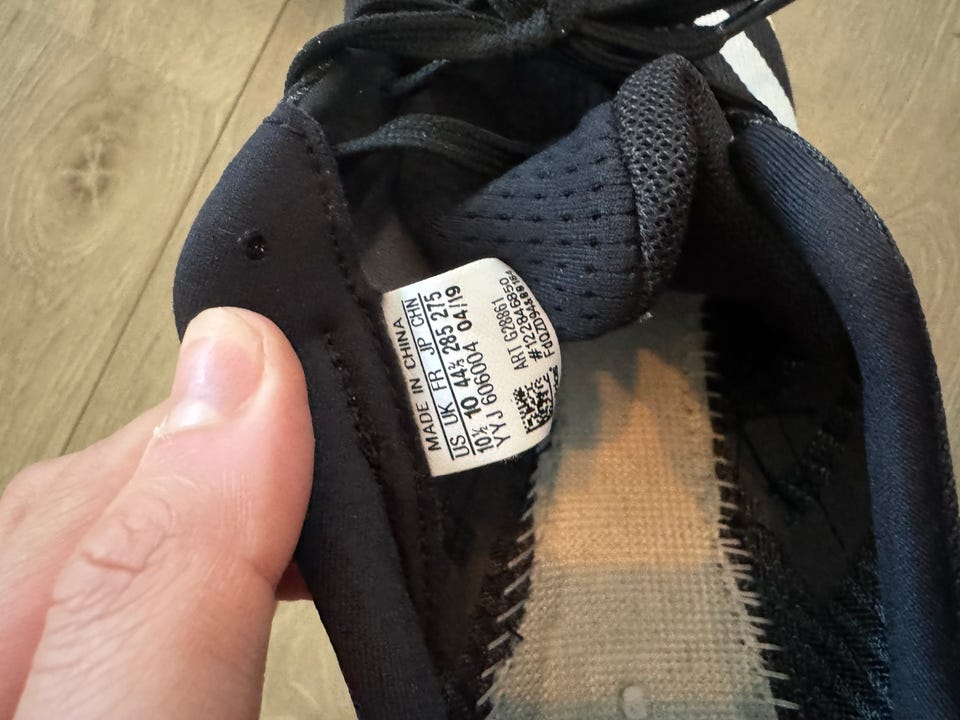 MADE IN CHINA
US UK FR JP CHN
10½ 10 44⅔ 285 275
YYJ 606004 04/19
ART G28861
#1228446850